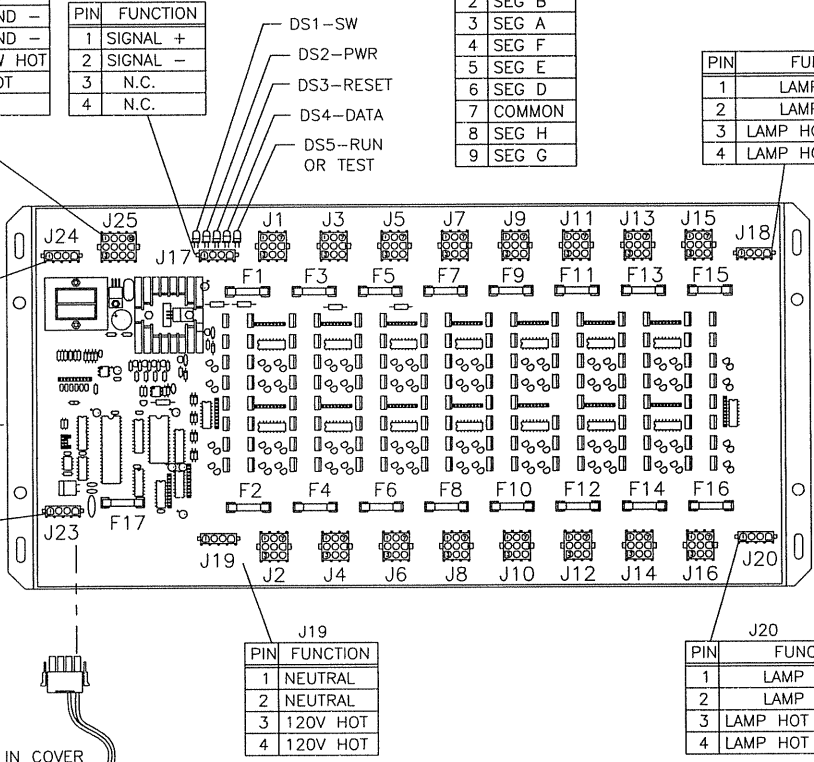 ND -
ND -
HOT
PIN FUNCTION
1 SIGNAL +
2 SIGNAL -
3 N.C.
4 N.C.
DS1-SW
DS2-PWR
DS3-RESET
DS4-DATA
DS5-RUN
OR TEST
2 SEG B
3 SEG A
4 SEG F
5 SEG E
6 SEG D
7 COMMON
8 SEG H
9 SEG G
PIN
1 LAMP
2 LAMP
3 LAMP
4 LAMP
J24 J25 J17 J1 J3 J5 J7 J9 J11 J13 J15 J18
F1 F3 F5 F7 F9 F11 F13 F15
F2 F4 F6 F8 F10 F12 F14 F16
F17
J23 J19 J2 J4 J6 J8 J10 J12 J14 J16 J20
J19
PIN FUNCTION
1 NEUTRAL
2 NEUTRAL
3 120V HOT
4 120V HOT
J20
PIN FUNC
1 LAMP
2 LAMP
3 LAMP HOT
4 LAMP HOT
IN COVER